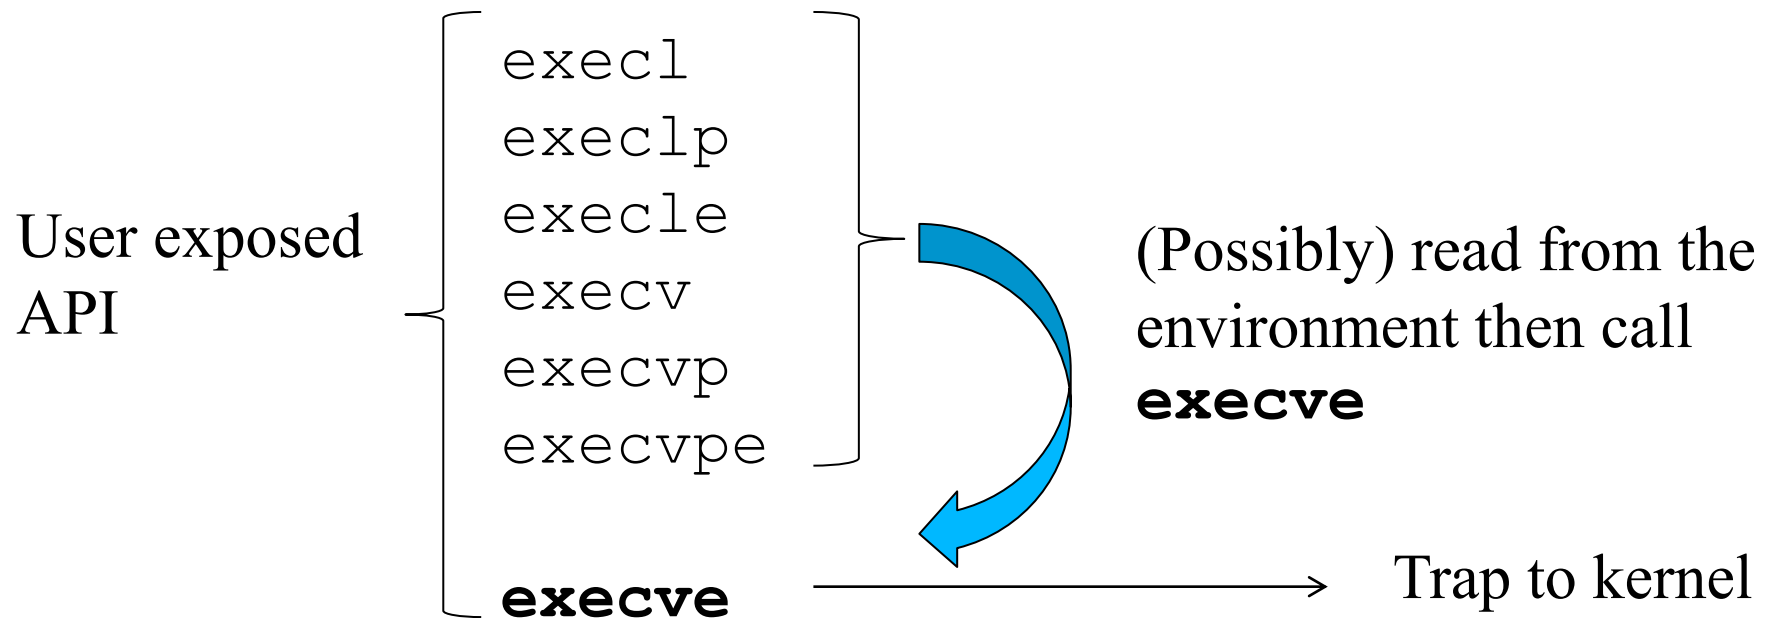 User exposed
API
execl
execlp
execle
execv
execvp
execvpe
execve
(Possibly) read from the
environment then call
execve
Trap to kernel